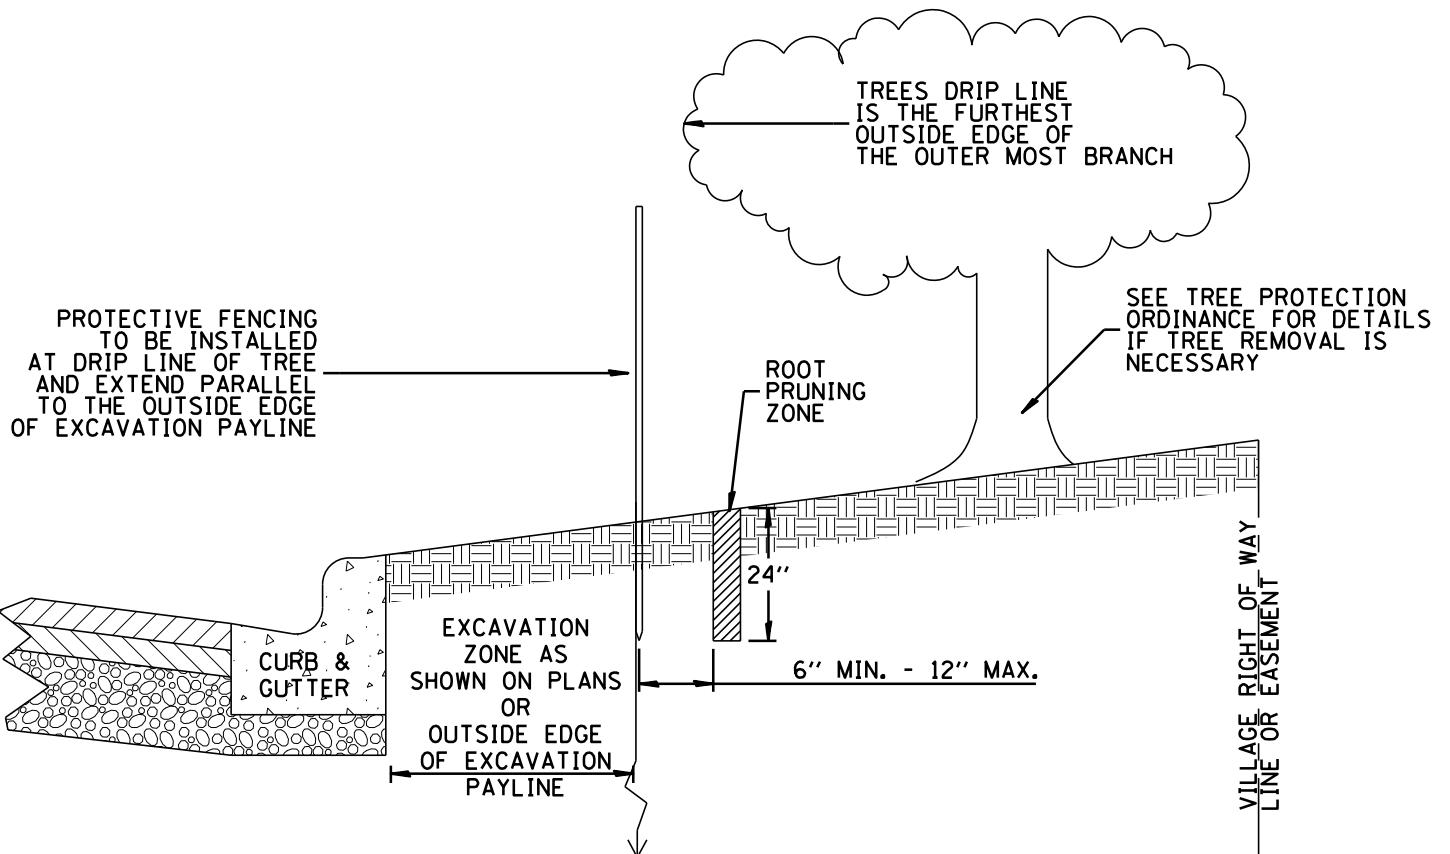 TREES DRIP LINE
IS THE FURTHEST
OUTSIDE EDGE OF
THE OUTER MOST BRANCH
PROTECTIVE FENCING
TO BE INSTALLED
AT DRIP LINE OF TREE
AND EXTEND PARALLEL
TO THE OUTSIDE EDGE
OF EXCAVATION PAYLINE
SEE TREE PROTECTION
ORDINANCE FOR DETAILS
IF TREE REMOVAL IS
NECESSARY
ROOT
PRUNING
ZONE
24"
CURB &
GUTTER
EXCAVATION
ZONE AS
SHOWN ON PLANS
OR
OUTSIDE EDGE
OF EXCAVATION
PAYLINE
6" MIN. - 12" MAX.
VILLAGE RIGHT OF WAY
LINE OR EASEMENT